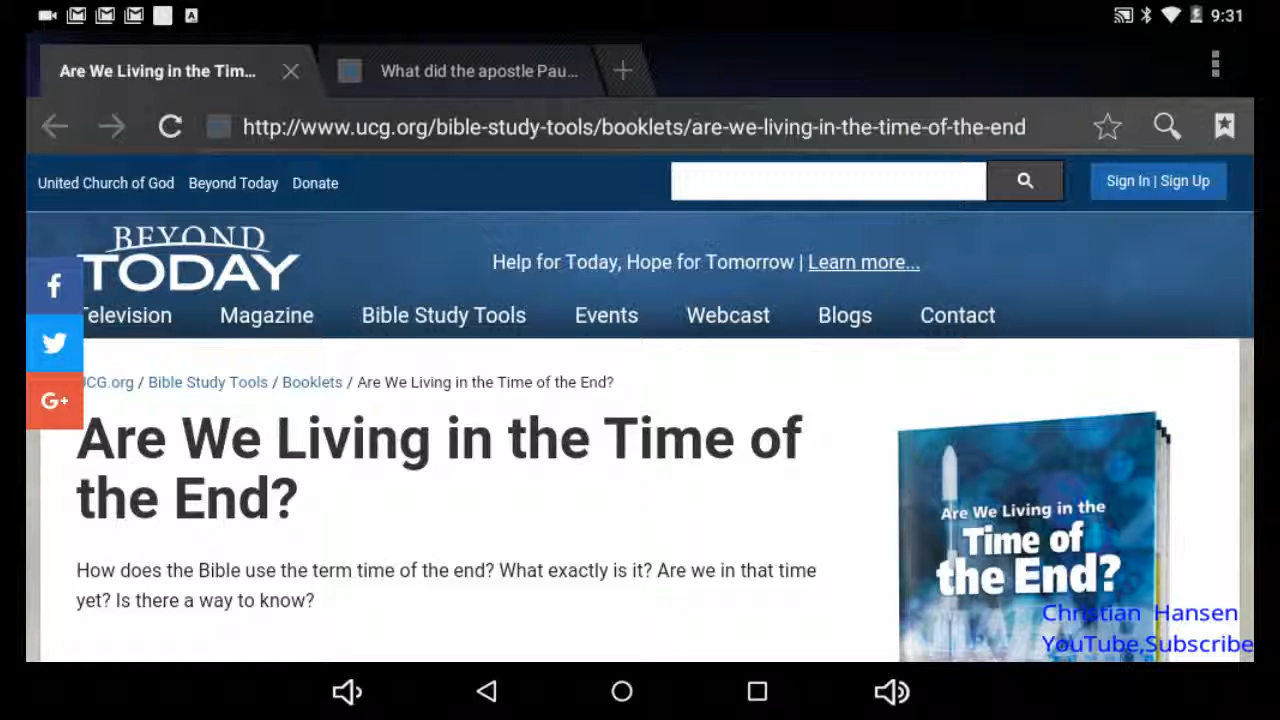 9:31
Are We Living in the Tim...
What did the apostle Pau...
http://www.ucg.org/bible-study-tools/booklets/are-we-living-in-the-time-of-the-end
United Church of God Beyond Today Donate
Sign In | Sign Up
BEYOND
TODAY
Help for Today, Hope for Tomorrow | Learn more...
Television Magazine Bible Study Tools Events Webcast Blogs Contact
UCG.org / Bible Study Tools / Booklets / Are We Living in the Time of the End?
Are We Living in the Time of
the End?
How does the Bible use the term time of the end? What exactly is it? Are we in that time
yet? Is there a way to know?
Are We Living in the
Time of
the End?
Christian Hansen
YouTube,Subscribe